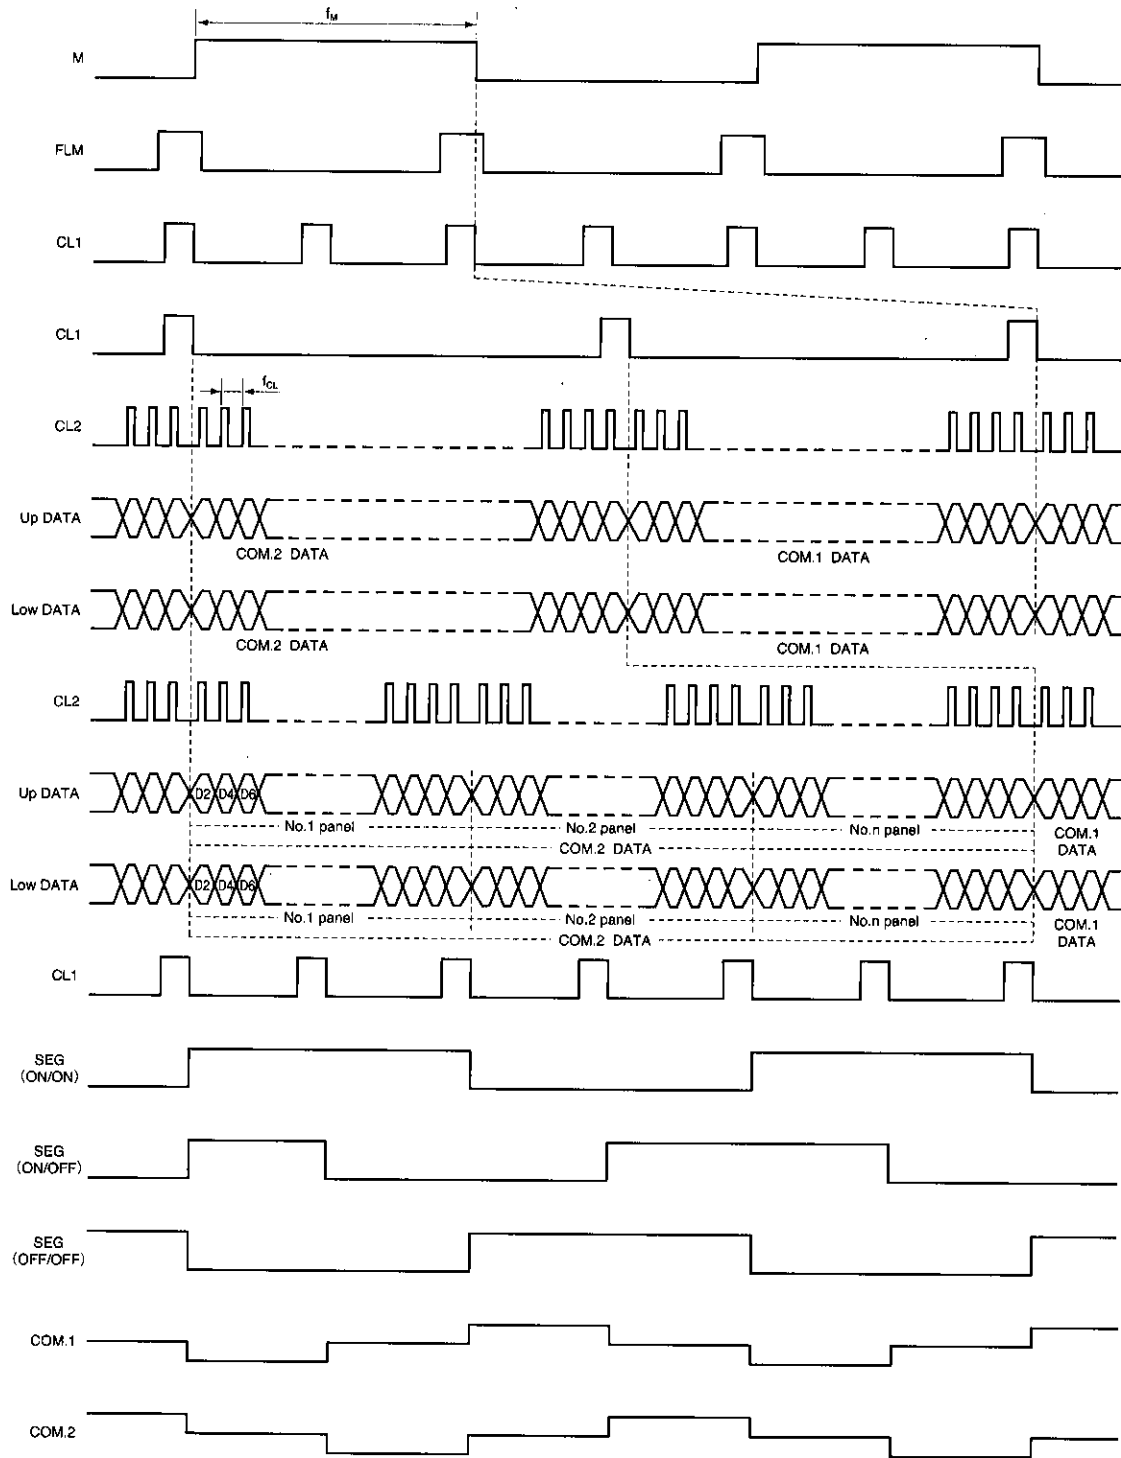 fM
M
FLM
CL1
CL1
fCL
CL2
Up DATA
COM.2 DATA
COM.1 DATA
Low DATA
COM.2 DATA
COM.1 DATA
CL2
Up DATA
D2 D4 D6
No.1 panel
No.2 panel
No.n panel
COM.1
DATA
COM.2 DATA
Low DATA
D2 D4 D6
No.1 panel
No.2 panel
No.n panel
COM.1
DATA
COM.2 DATA
CL1
SEG
(ON/ON)
SEG
(ON/OFF)
SEG
(OFF/OFF)
COM.1
COM.2